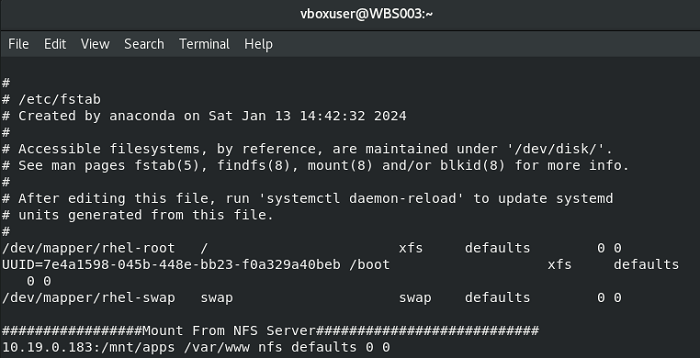 vboxuser@WBS003:~
File Edit View Search Terminal Help
#
# /etc/fstab
# Created by anaconda on Sat Jan 13 14:42:32 2024
#
# Accessible filesystems, by reference, are maintained under '/dev/disk/'.
# See man pages fstab(5), findfs(8), mount(8) and/or blkid(8) for more info.
#
# After editing this file, run 'systemctl daemon-reload' to update systemd
# units generated from this file.
#
/dev/mapper/rhel-root   /                       xfs     defaults        0 0
UUID=7e4a1598-045b-448e-bb23-f0a329a40beb /boot                   xfs     defaults
   0 0
/dev/mapper/rhel-swap   swap                    swap    defaults        0 0
#################Mount From NFS Server###########################
10.19.0.183:/mnt/apps /var/www nfs defaults 0 0